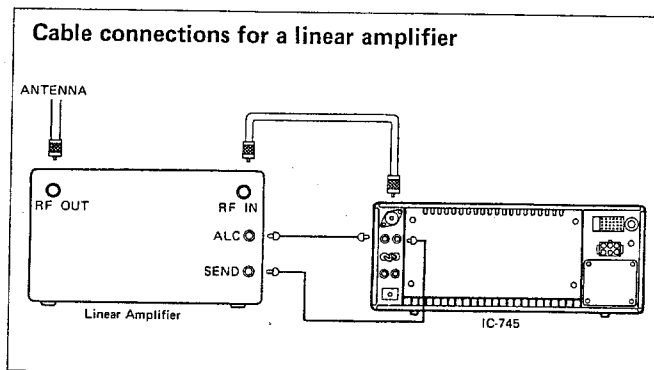 Cable connections for a linear amplifier
ANTENNA
RF OUT
RF IN
ALC
SEND
Linear Amplifier
IC-745